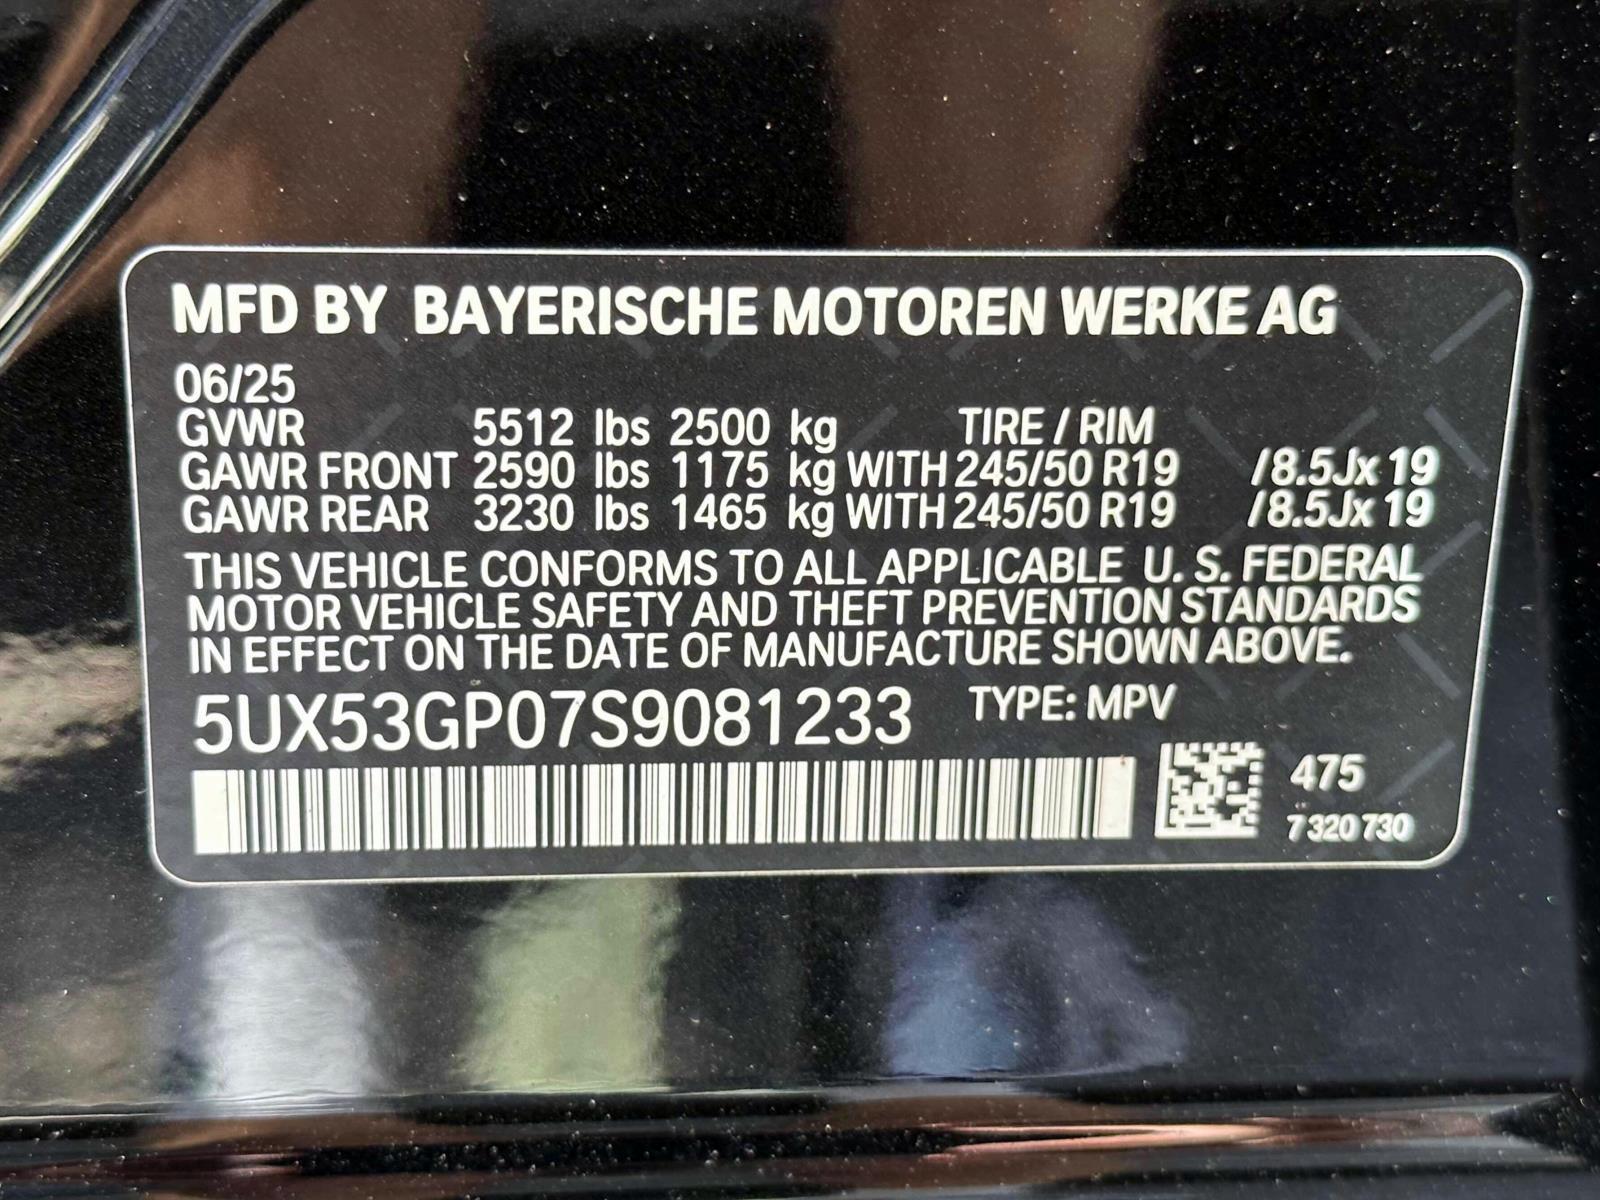 MFD BY BAYERISCHE MOTOREN WERKE AG
06/25
GVWR 5512 lbs 2500 kg TIRE / RIM
GAWR FRONT 2590 lbs 1175 kg WITH 245/50 R19 /8.5Jx 19
GAWR REAR 3230 lbs 1465 kg WITH 245/50 R19 /8.5Jx 19
THIS VEHICLE CONFORMS TO ALL APPLICABLE U. S. FEDERAL
MOTOR VEHICLE SAFETY AND THEFT PREVENTION STANDARDS
IN EFFECT ON THE DATE OF MANUFACTURE SHOWN ABOVE.
5UX53GP07S9081233 TYPE: MPV
475
7 320 730